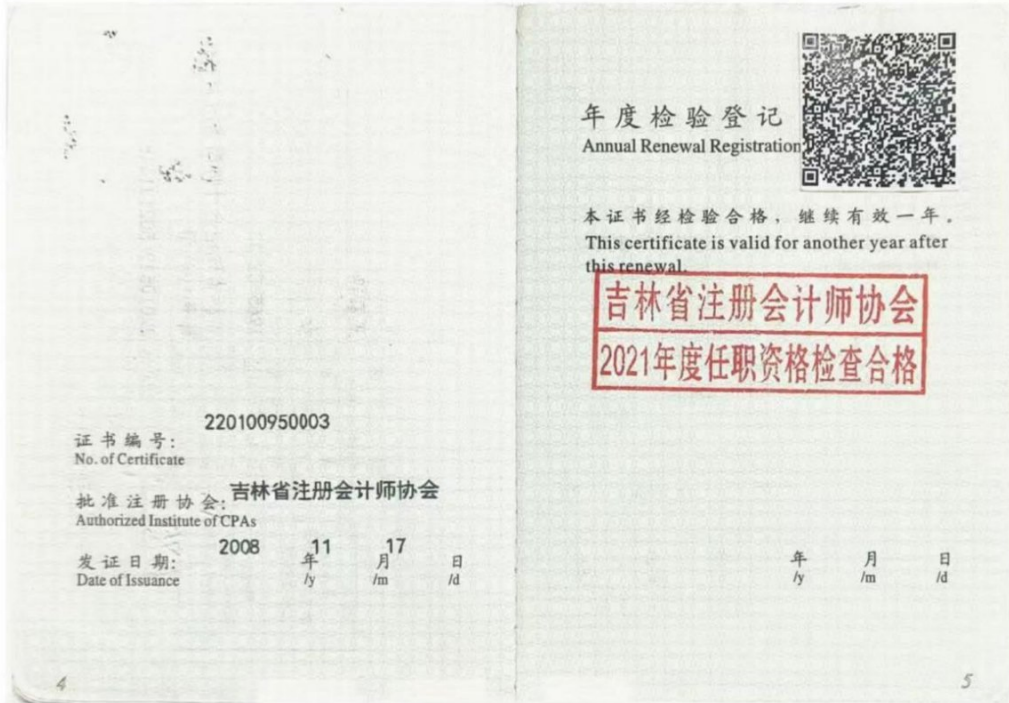 220100950003
证书编号:
No. of Certificate
吉林省注册会计师协会
批准注册协会:
Authorized Institute of CPAs
2008 11 17
发证日期: 年 月 日
Date of Issuance /y /m /d
4
年度检验登记
Annual Renewal Registration
本证书经检验合格，继续有效一年。
This certificate is valid for another year after
this renewal.
吉林省注册会计师协会
2021年度任职资格检查合格
年 月 日
/y /m /d
5